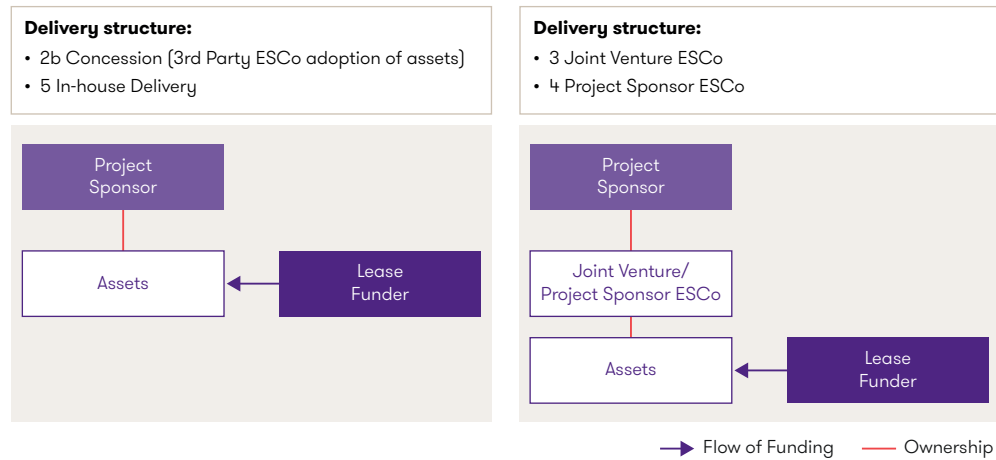 Delivery structure:
• 2b Concession (3rd Party ESCo adoption of assets)
• 5 In-house Delivery
Project
Sponsor
Assets
Lease
Funder
Delivery structure:
• 3 Joint Venture ESCo
• 4 Project Sponsor ESCo
Project
Sponsor
Joint Venture/
Project Sponsor ESCo
Assets
Lease
Funder
Flow of Funding
Ownership